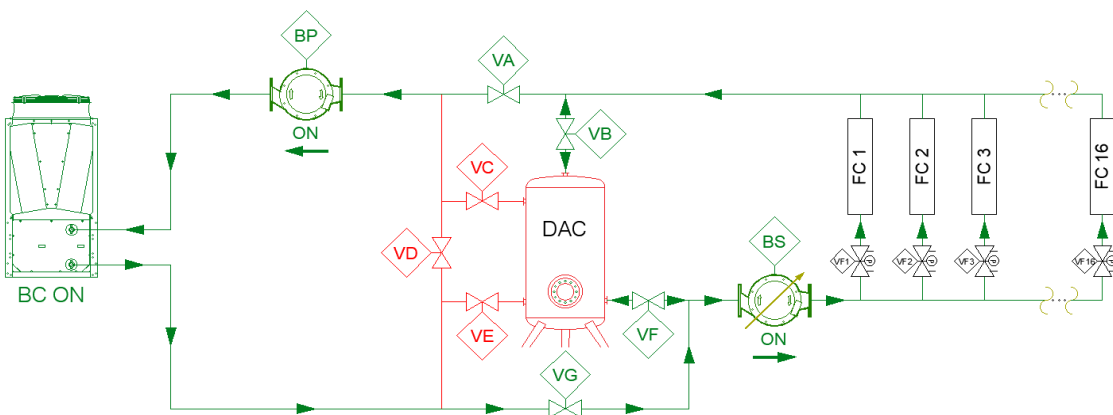 BP
VA
ON
VB
FC 1
FC 2
FC 3
FC 16
VC
DAC
VD
BS
VF1
VF2
VF3
VF16
BC ON
VE
VF
ON
VG